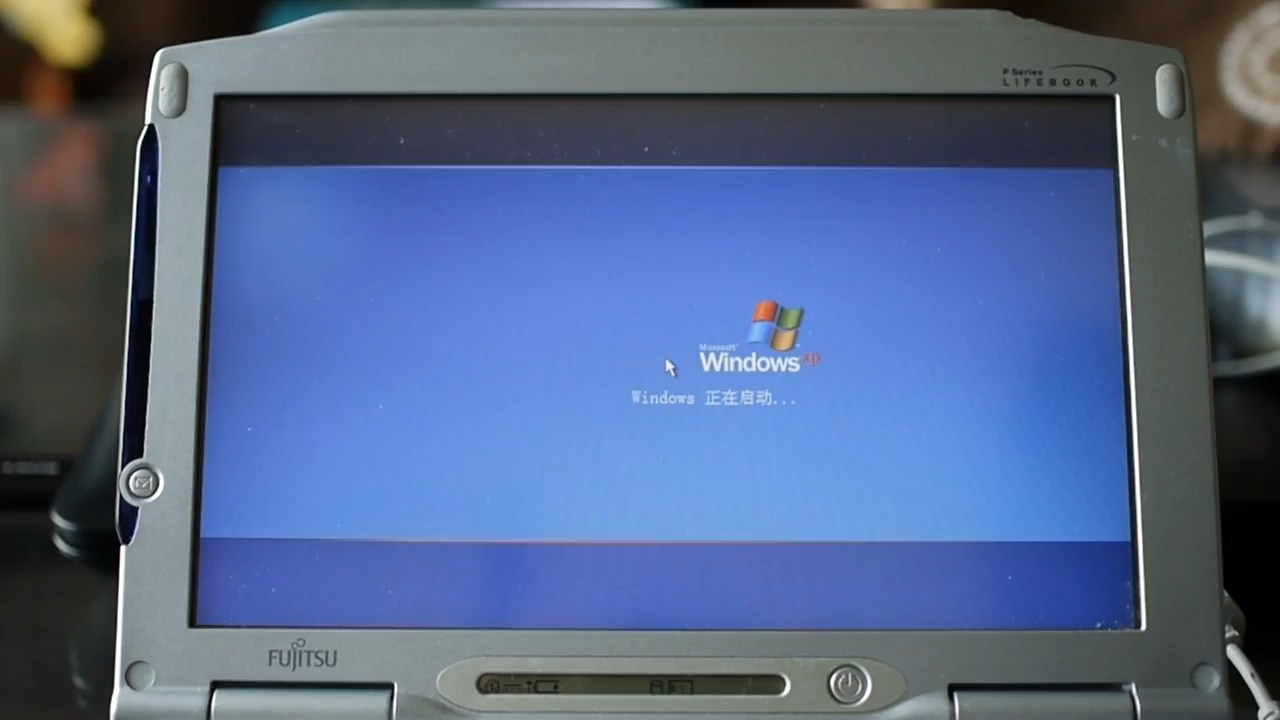 P Series
LIFEBOOK
Microsoft
Windows xp
Windows 正在启动...
FUJITSU